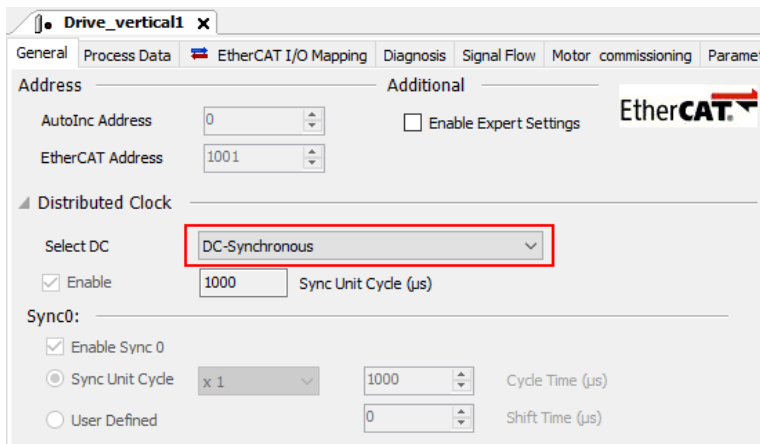 Drive_vertical1 x
General Process Data EtherCAT I/O Mapping Diagnosis Signal Flow Motor commissioning Paramet
Address Additional
AutoInc Address 0 Enable Expert Settings EtherCAT®
EtherCAT Address 1001
Distributed Clock
Select DC DC-Synchronous
Enable 1000 Sync Unit Cycle (µs)
Sync0:
Enable Sync 0
Sync Unit Cycle x 1 1000 Cycle Time (µs)
User Defined 0 Shift Time (µs)